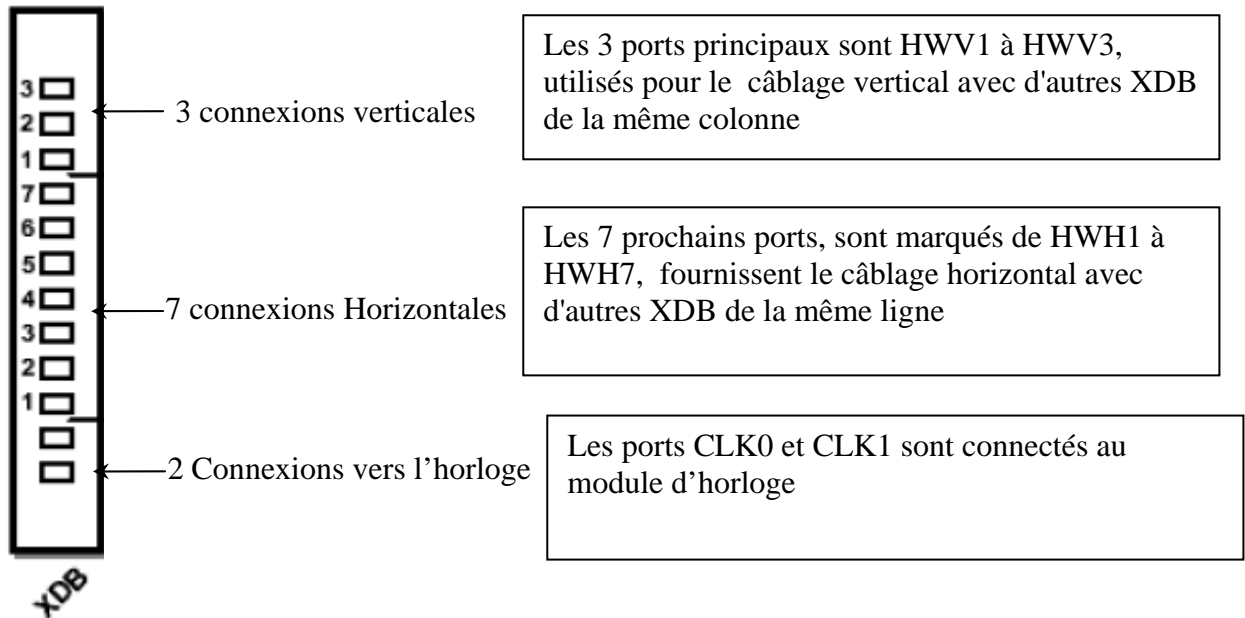 3
2
1
7
6
5
4
3
2
1
XDB
3 connexions verticales
Les 3 ports principaux sont HWV1 à HWV3,
utilisés pour le câblage vertical avec d'autres XDB
de la même colonne
7 connexions Horizontales
Les 7 prochains ports, sont marqués de HWH1 à
HWH7, fournissent le câblage horizontal avec
d'autres XDB de la même ligne
2 Connexions vers l’horloge
Les ports CLK0 et CLK1 sont connectés au
module d’horloge